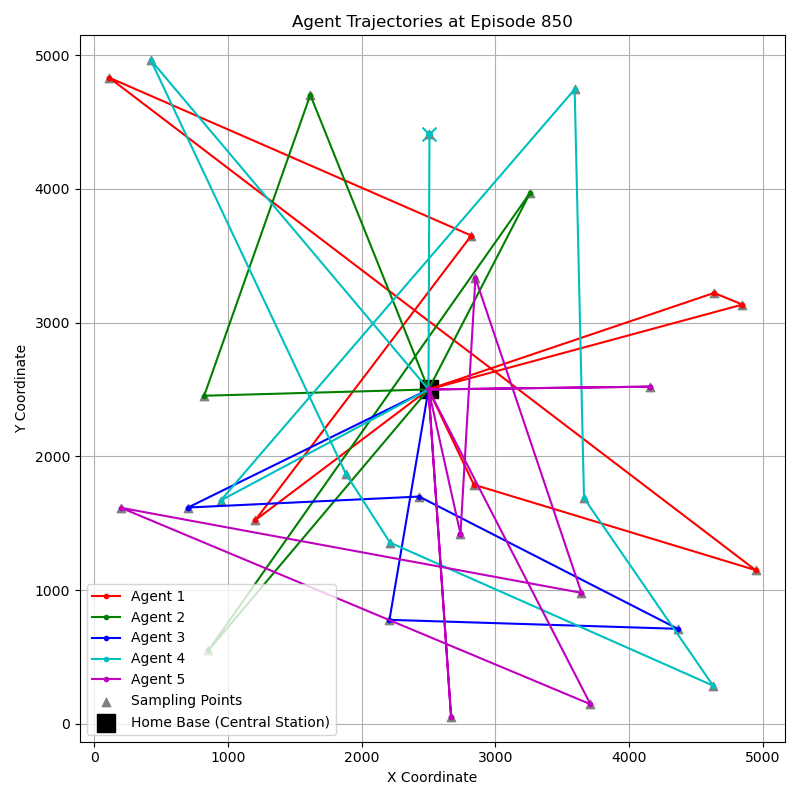 Agent Trajectories at Episode 850
5000
4000
3000
2000
1000
0
Y Coordinate
Agent 1
Agent 2
Agent 3
Agent 4
Agent 5
Sampling Points
Home Base (Central Station)
0 1000 2000 3000 4000 5000
X Coordinate